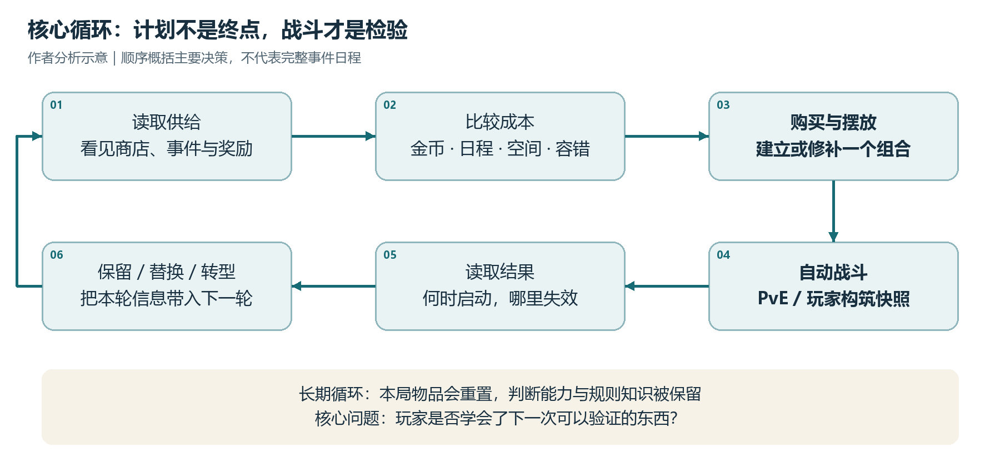 核心循环：计划不是终点，战斗才是检验
作者分析示意｜顺序概括主要决策，不代表完整事件日程
01
读取供给
看见商店、事件与奖励
02
比较成本
金币 · 日程 · 空间 · 容错
03
购买与摆放
建立或修补一个组合
04
自动战斗
PvE / 玩家构筑快照
05
读取结果
何时启动，哪里失效
06
保留 / 替换 / 转型
把本轮信息带入下一轮
长期循环：本局物品会重置，判断能力与规则知识被保留
核心问题：玩家是否学会了下一次可以验证的东西？